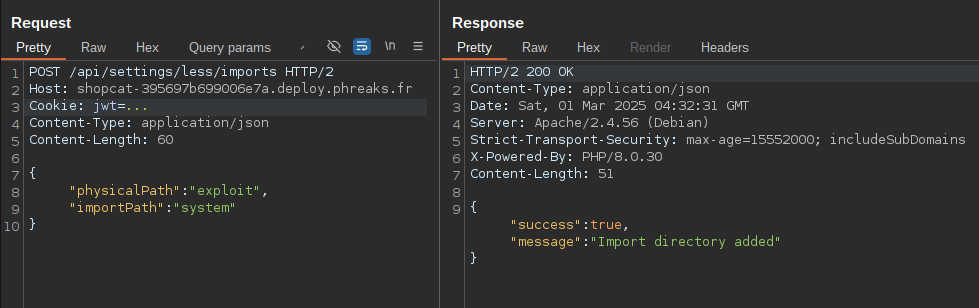 Request
Pretty Raw Hex Query params \n
1 POST /api/settings/less/imports HTTP/2
2 Host: shopcat-395697b699006e7a.deploy.phreaks.fr
3 Cookie: jwt=...
4 Content-Type: application/json
5 Content-Length: 60
6
7 {
8 "physicalPath":"exploit",
9 "importPath":"system"
10 }
Response
Pretty Raw Hex Render Headers
1 HTTP/2 200 OK
2 Content-Type: application/json
3 Date: Sat, 01 Mar 2025 04:32:31 GMT
4 Server: Apache/2.4.56 (Debian)
5 Strict-Transport-Security: max-age=15552000; includeSubDomains
6 X-Powered-By: PHP/8.0.30
7 Content-Length: 51
8
9 {
"success":true,
"message":"Import directory added"
}